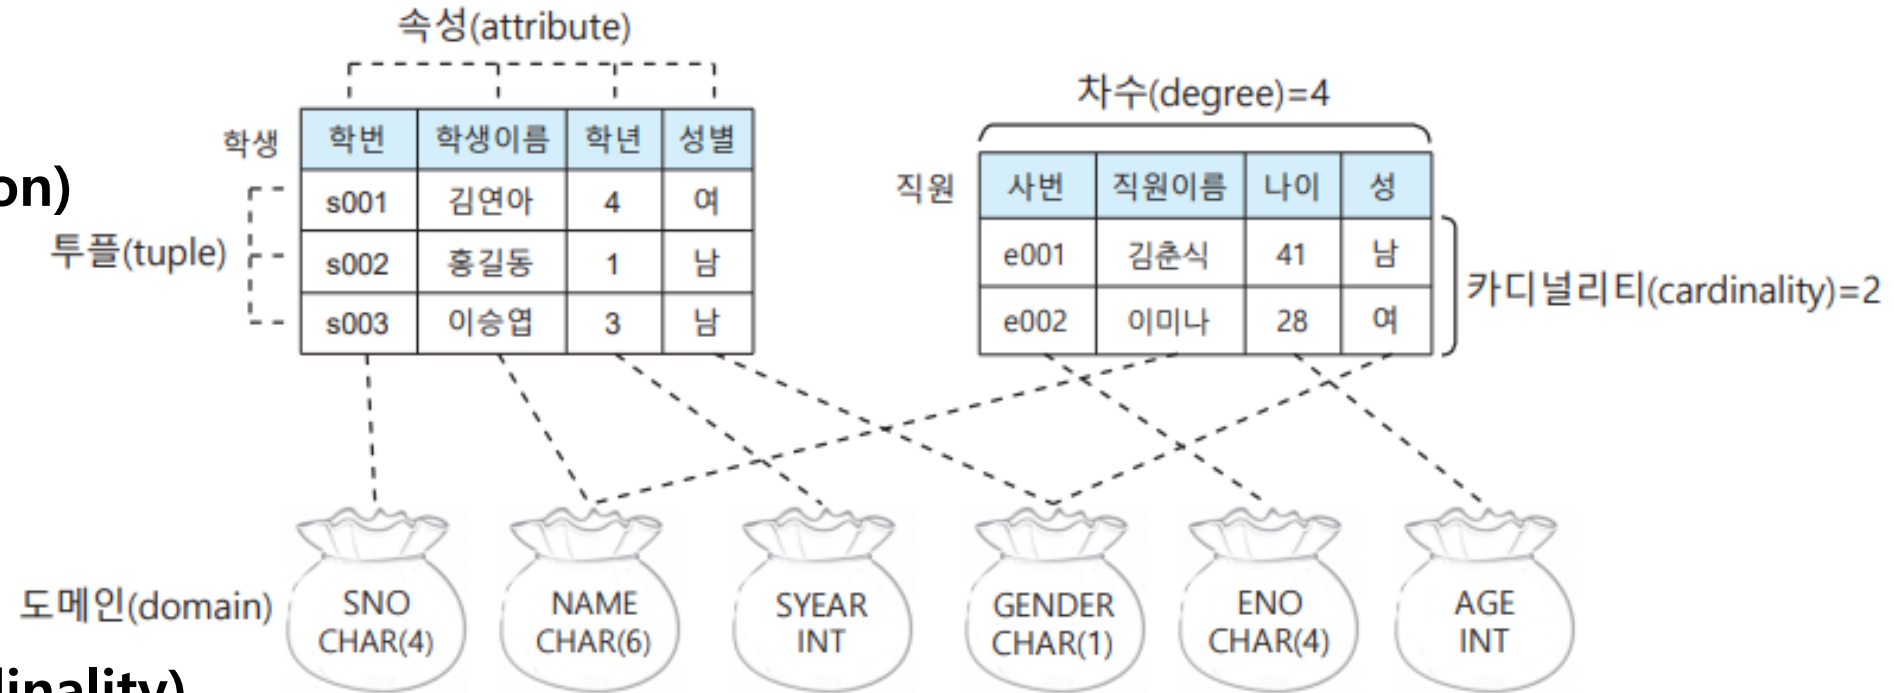 속성(attribute)
차수(degree)=4
학생
학번 학생이름 학년 성별
s001 김연아 4 여
s002 홍길동 1 남
s003 이승엽 3 남
on)
투플(tuple)
직원
사번 직원이름 나이 성
e001 김춘식 41 남
e002 이미나 28 여
카디널리티(cardinality)=2
도메인(domain)
SNO
CHAR(4)
NAME
CHAR(6)
SYEAR
INT
GENDER
CHAR(1)
ENO
CHAR(4)
AGE
INT
dinality)